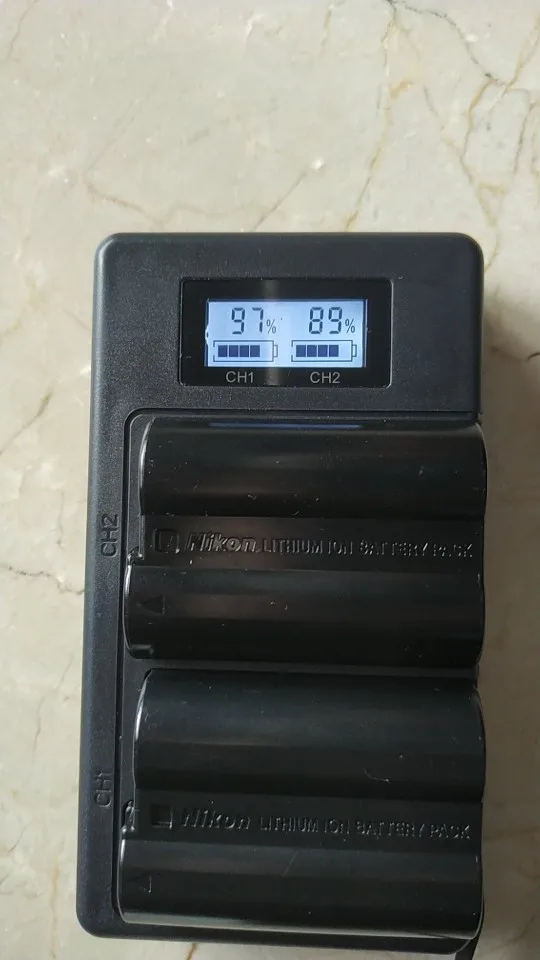 97% 89%
CH1 CH2
CH2
Nikon LITHIUM ION BATTERY PACK
CH1
Nikon LITHIUM ION BATTERY PACK